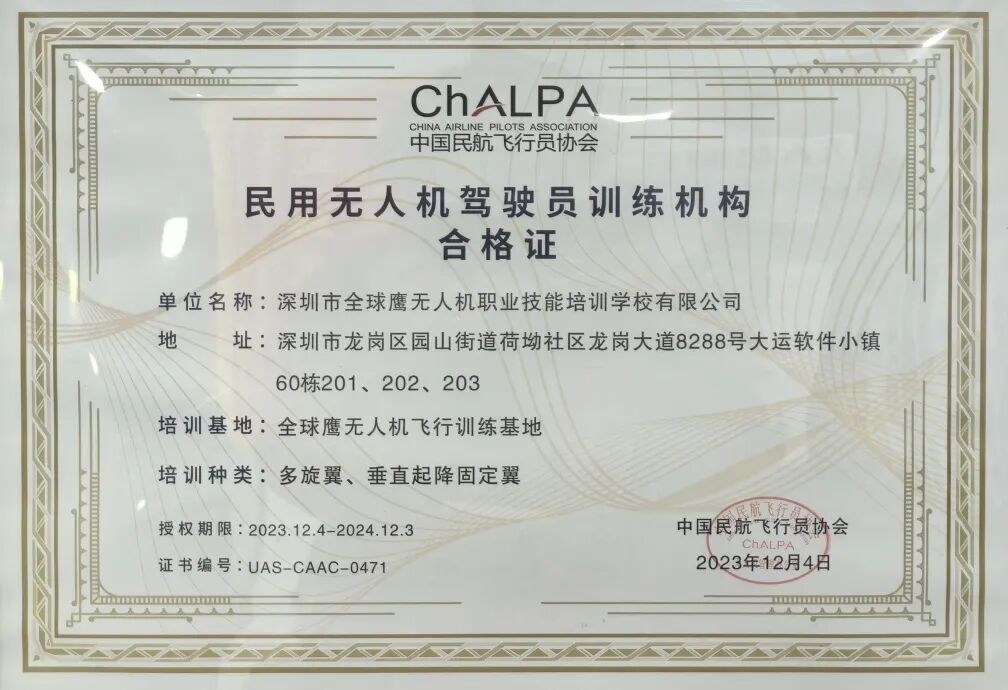 ChALPA
CHINA AIRLINE PILOTS ASSOCIATION
中国民航飞行员协会
民用无人机驾驶员训练机构
合格证
单位名称：深圳市全球鹰无人机职业技能培训学校有限公司
地 址：深圳市龙岗区园山街道荷坳社区龙岗大道8288号大运软件小镇
60栋201、202、203
培训基地：全球鹰无人机飞行训练基地
培训种类：多旋翼、垂直起降固定翼
授权期限：2023.12.4-2024.12.3
证书编号：UAS-CAAC-0471
中国民航飞行员协会
2023年12月4日
ChALPA